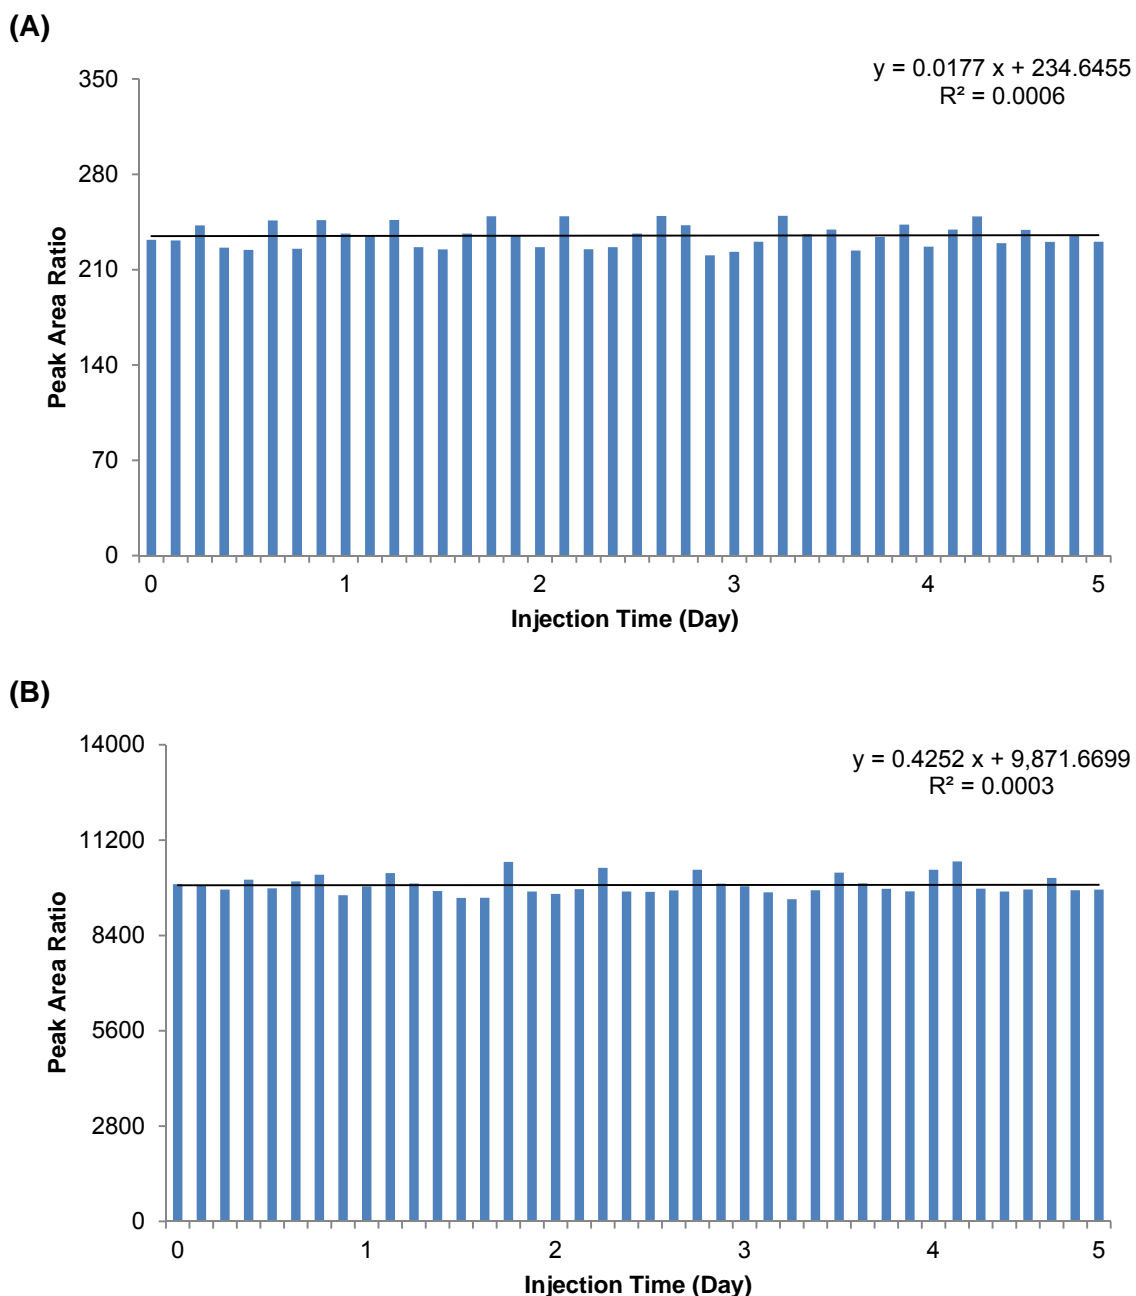 (A)
y = 0.0177 x + 234.6455
R² = 0.0006
350
280
210
140
70
0
Peak Area Ratio
0 1 2 3 4 5
Injection Time (Day)
(B)
y = 0.4252 x + 9,871.6699
R² = 0.0003
14000
11200
8400
5600
2800
0
Peak Area Ratio
0 1 2 3 4 5
Injection Time (Day)